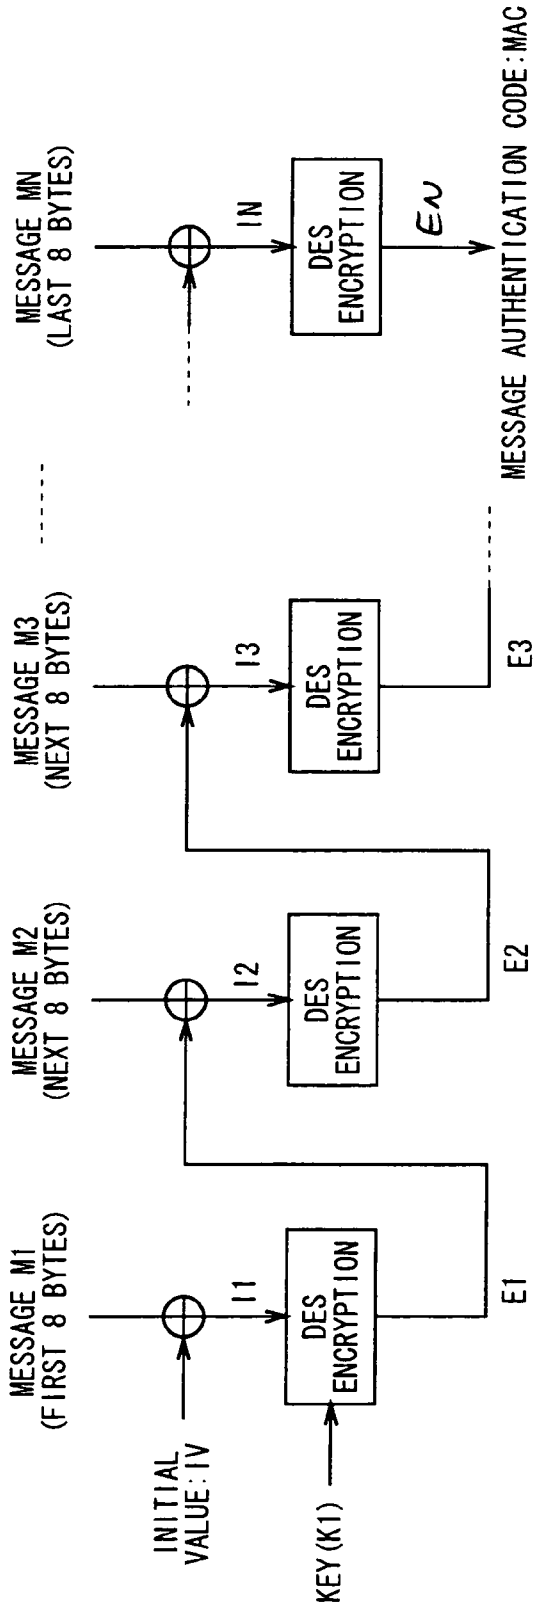 MESSAGE M1
(FIRST 8 BYTES)
MESSAGE M2
(NEXT 8 BYTES)
MESSAGE M3
(NEXT 8 BYTES)
MESSAGE MN
(LAST 8 BYTES)
INITIAL
VALUE:IV
I1
I2
I3
IN
KEY(K1)
DES
ENCRYPTION
DES
ENCRYPTION
DES
ENCRYPTION
DES
ENCRYPTION
E1
E2
E3
EN
MESSAGE AUTHENTICATION CODE:MAC